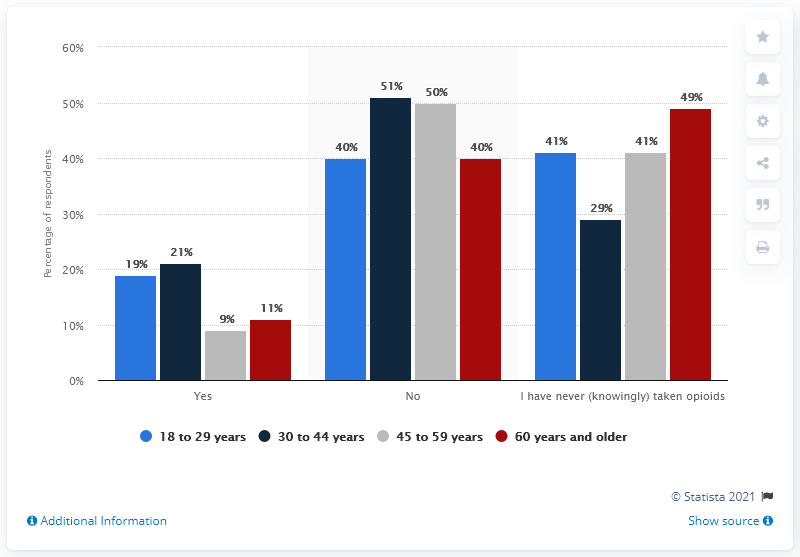 60%
50%
40%
30%
20%
10%
0%
Percentage of respondents
19%
21%
9%
11%
40%
51%
50%
40%
41%
29%
41%
49%
Yes
No
I have never (knowingly) taken opioids
18 to 29 years
30 to 44 years
45 to 59 years
60 years and older
© Statista 2021
Additional Information
Show source